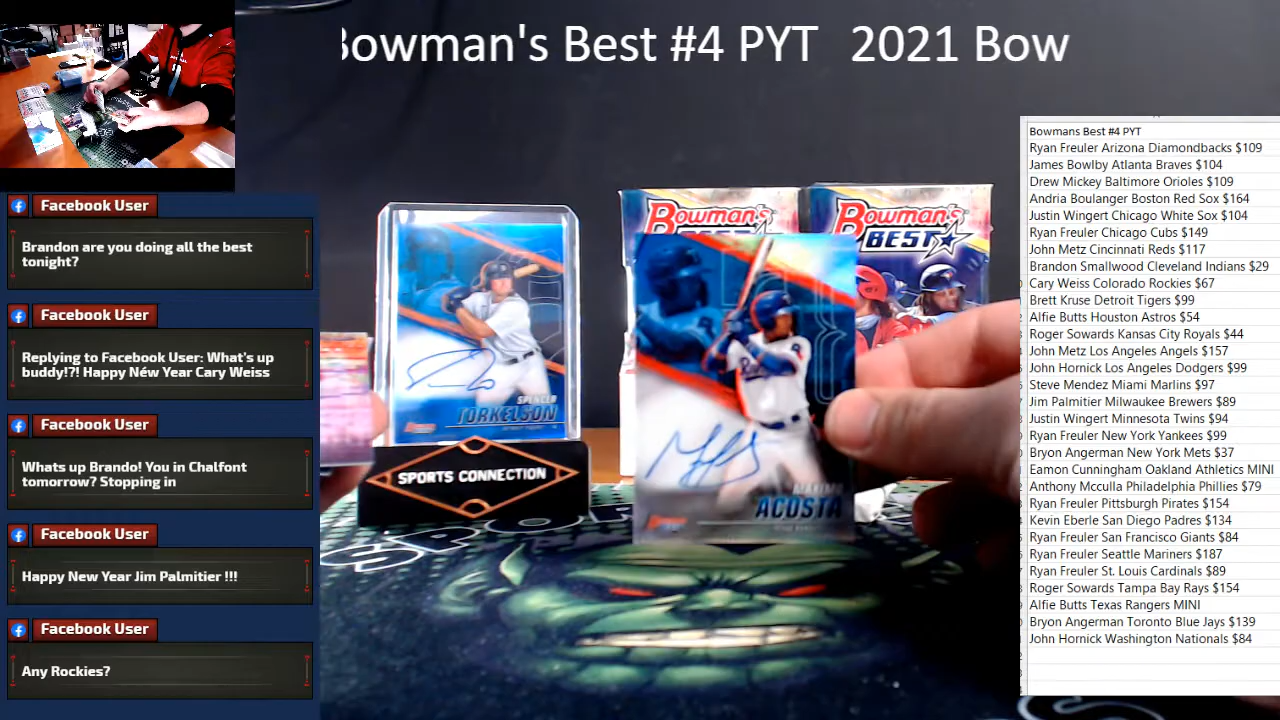 Bowman's Best #4 PYT 2021 Bow
Facebook User
Brandon are you doing all the best
tonight?
Facebook User
Replying to Facebook User: What's up
buddy!?! Happy New Year Cary Weiss
Facebook User
Whats up Brando! You in Chalfont
tomorrow? Stopping in
Facebook User
Happy New Year Jim Palmitier !!!
Facebook User
Any Rockies?
SPENCER
TORKELSON
SPORTS CONNECTION
BOWMAN'S
BOWMAN'S
BEST
ACOSTA
Bowmans Best #4 PYT
Ryan Freuler Arizona Diamondbacks $109
James Bowlby Atlanta Braves $104
Drew Mickey Baltimore Orioles $109
Andria Boulanger Boston Red Sox $164
Justin Wingert Chicago White Sox $104
Ryan Freuler Chicago Cubs $149
John Metz Cincinnati Reds $117
Brandon Smallwood Cleveland Indians $29
Cary Weiss Colorado Rockies $67
Brett Kruse Detroit Tigers $99
Alfie Butts Houston Astros $54
Roger Sowards Kansas City Royals $44
John Metz Los Angeles Angels $157
John Hornick Los Angeles Dodgers $99
Steve Mendez Miami Marlins $97
Jim Palmitier Milwaukee Brewers $89
Justin Wingert Minnesota Twins $94
Ryan Freuler New York Yankees $99
Bryon Angerman New York Mets $37
Eamon Cunningham Oakland Athletics MINI
Anthony Mcculla Philadelphia Phillies $79
Ryan Freuler Pittsburgh Pirates $154
Kevin Eberle San Diego Padres $134
Ryan Freuler San Francisco Giants $84
Ryan Freuler Seattle Mariners $187
Ryan Freuler St. Louis Cardinals $89
Roger Sowards Tampa Bay Rays $154
Alfie Butts Texas Rangers MINI
Bryon Angerman Toronto Blue Jays $139
John Hornick Washington Nationals $84